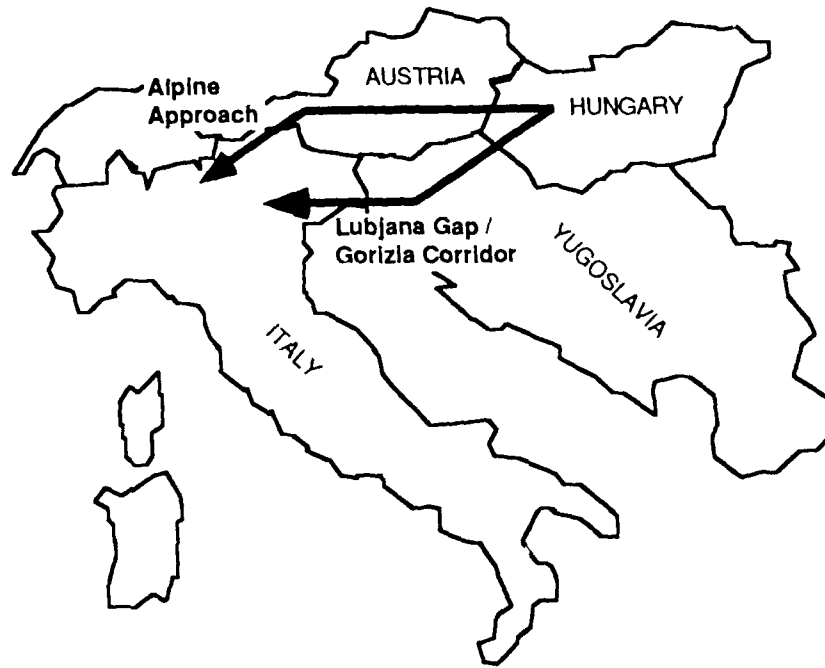 Alpine
Approach
AUSTRIA
HUNGARY
Lubjana Gap /
Gorizia Corridor
YUGOSLAVIA
ITALY